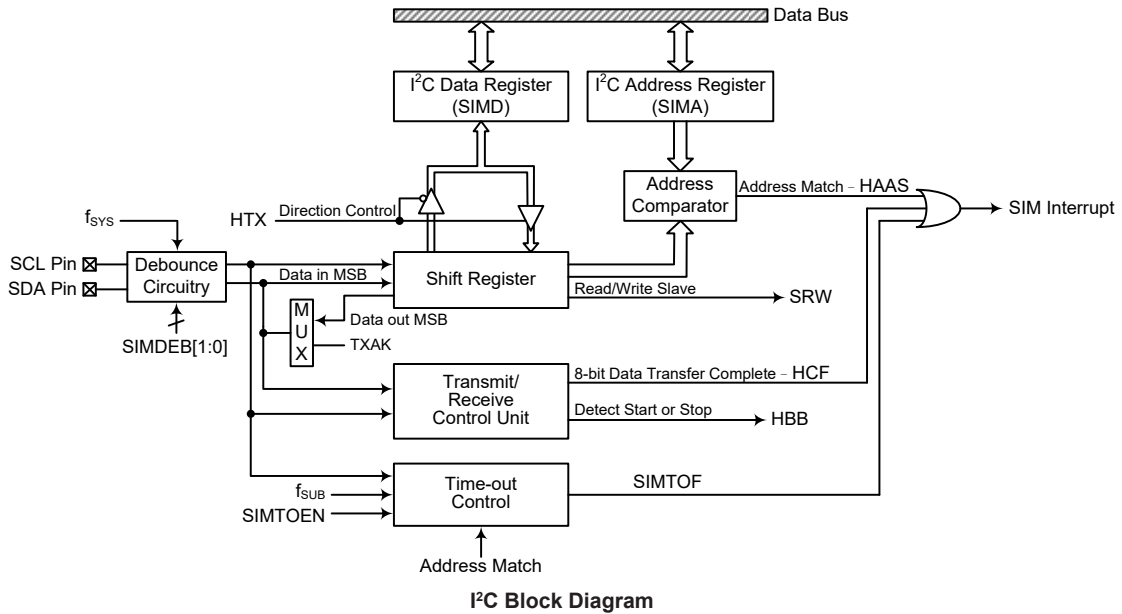 Data Bus
I²C Data Register
(SIMD)
I²C Address Register
(SIMA)
Address
Comparator
Address Match - HAAS
SIM Interrupt
HTX
Direction Control
fSYS
SCL Pin
SDA Pin
Debounce
Circuitry
SIMDEB[1:0]
Data in MSB
Shift Register
Read/Write Slave
SRW
M
U
X
Data out MSB
TXAK
Transmit/
Receive
Control Unit
8-bit Data Transfer Complete - HCF
Detect Start or Stop
HBB
Time-out
Control
fSUB
SIMTOEN
SIMTOF
Address Match
I²C Block Diagram